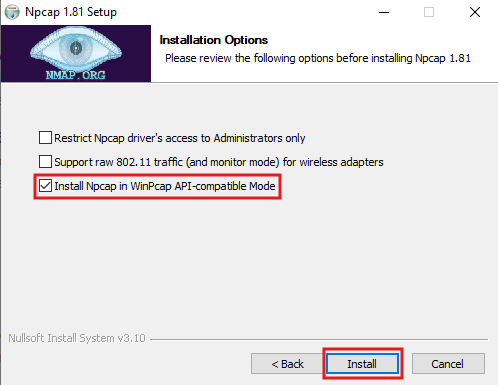 Npcap 1.81 Setup
NMAP.ORG
Installation Options
Please review the following options before installing Npcap 1.81
Restrict Npcap driver's access to Administrators only
Support raw 802.11 traffic (and monitor mode) for wireless adapters
Install Npcap in WinPcap API-compatible Mode
Nullsoft Install System v3.10
< Back Install Cancel